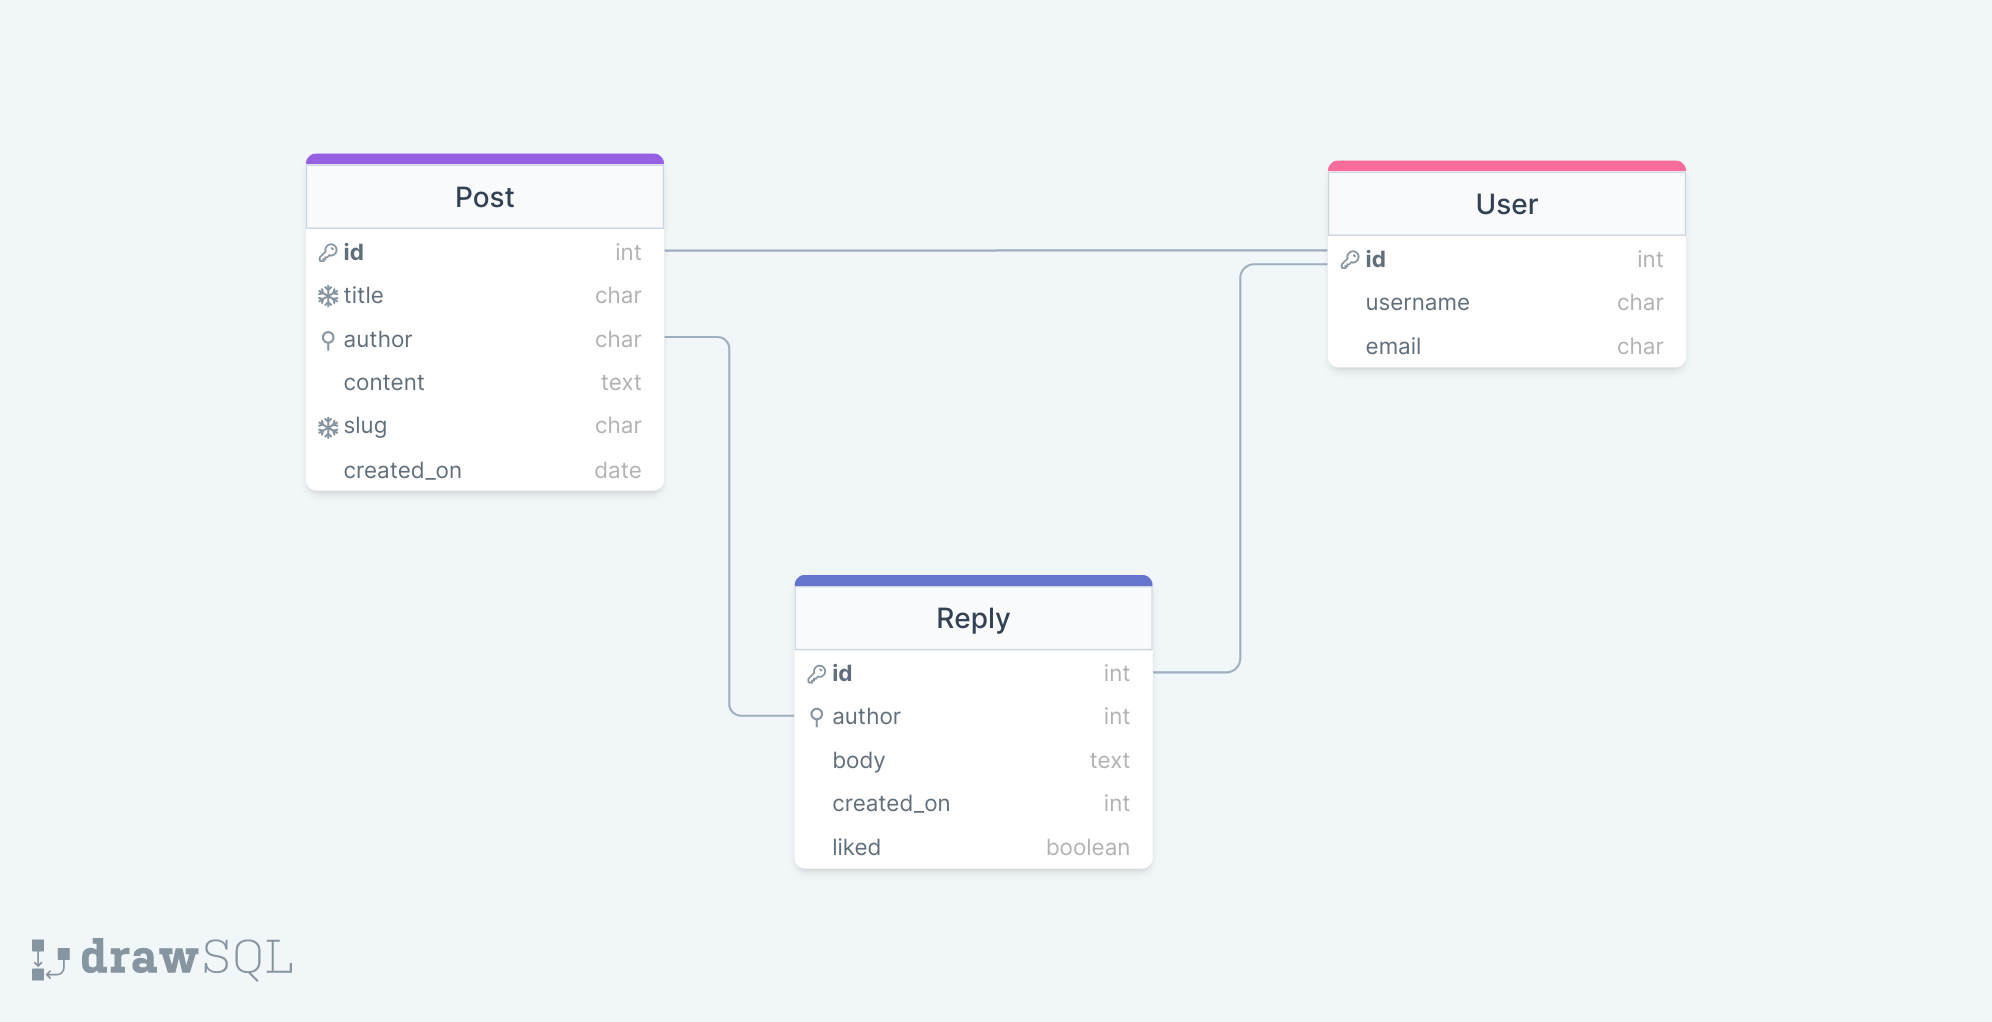 Post
id int
title char
author char
content text
slug char
created_on date
User
id int
username char
email char
Reply
id int
author int
body text
created_on int
liked boolean
drawSQL